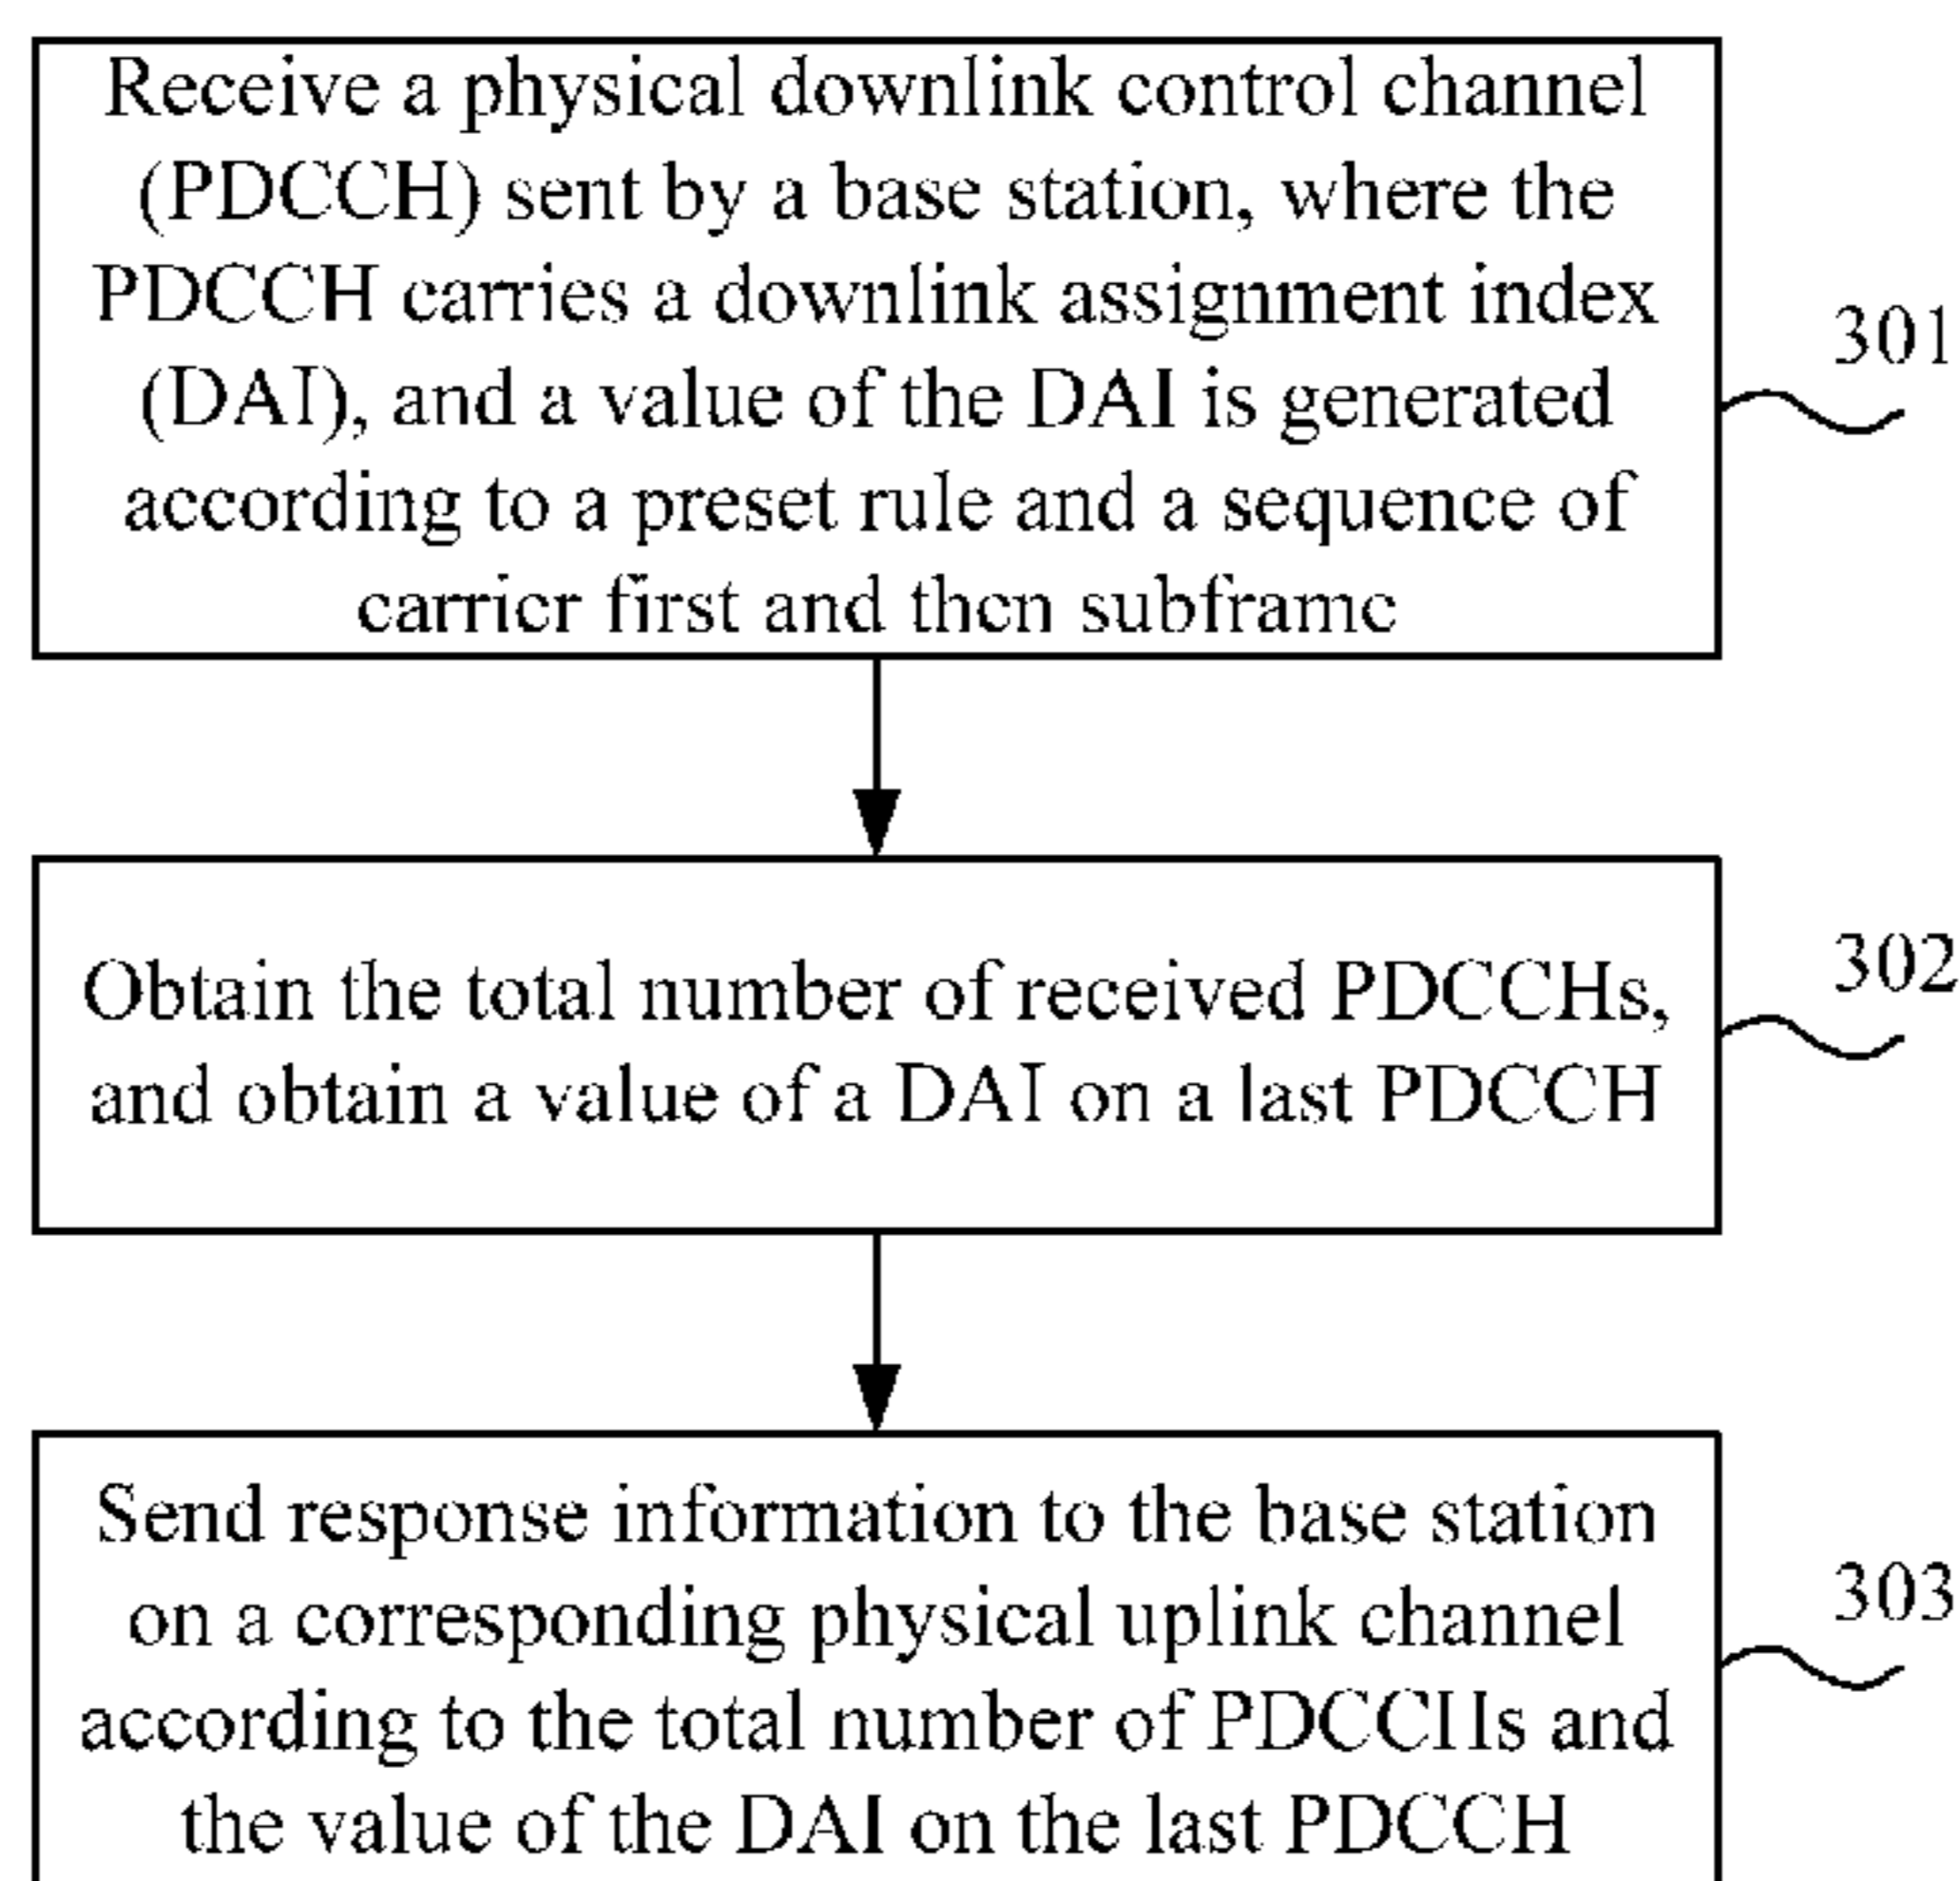 Receive a physical downlink control channel
(PDCCH) sent by a base station, where the
PDCCH carries a downlink assignment index
(DAI), and a value of the DAI is generated
according to a preset rule and a sequence of
carrier first and then subframe
301
Obtain the total number of received PDCCHs,
and obtain a value of a DAI on a last PDCCH
302
Send response information to the base station
on a corresponding physical uplink channel
according to the total number of PDCCHs and
the value of the DAI on the last PDCCH
303